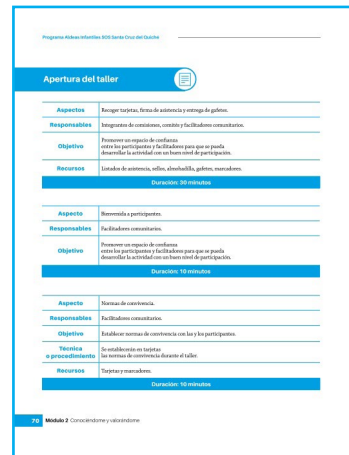 Programa Aldeas Infantiles SOS Santa Cruz del Quiche
Apertura del taller
Aspectos Recoger tarjetas, firma de asistencia y entrega de gafetes.
Responsables Integrantes de comisiones, comités y facilitadores comunitarios.
Objetivo Promover un espacio de confianza
entre los participantes y facilitadores para que se pueda
desarrollar la actividad con un buen nivel de participación.
Recursos Listados de asistencia, sellos, almohadilla, gafetes, marcadores.
Duración: 30 minutos
Aspecto Bienvenida a participantes.
Responsables Facilitadores comunitarios.
Objetivo Promover un espacio de confianza
entre los participantes y facilitadores para que se pueda
desarrollar la actividad con un buen nivel de participación.
Duración: 10 minutos
Aspecto Normas de convivencia.
Responsables Facilitadores comunitarios.
Objetivo Establecer normas de convivencia con las y los participantes.
Técnica
o procedimiento Se establecerán en tarjetas
las normas de convivencia durante el taller.
Recursos Tarjetas y marcadores.
Duración: 10 minutos
70 Módulo 2 Conociéndome y valorándome